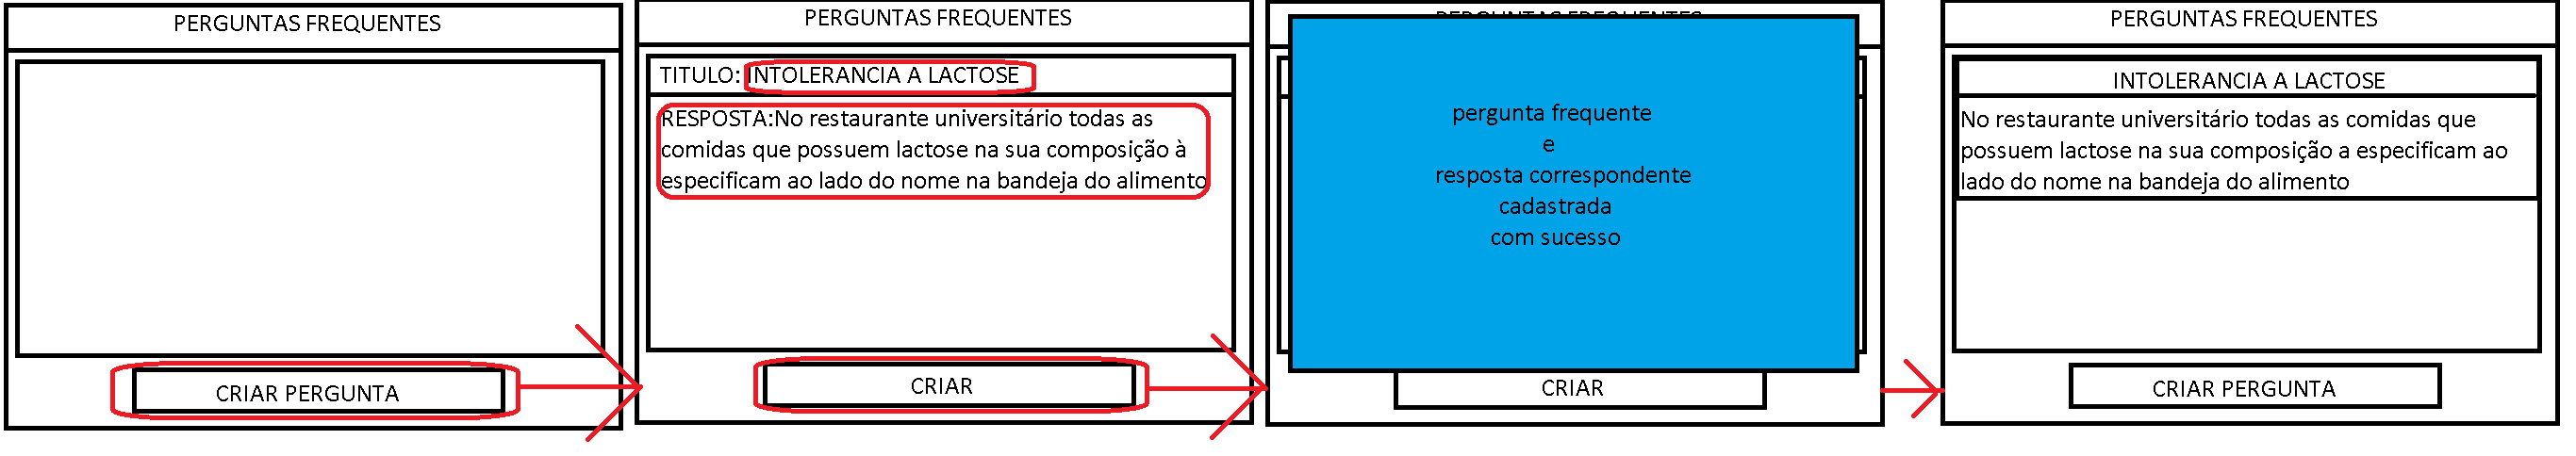 PERGUNTAS FREQUENTES
CRIAR PERGUNTA
PERGUNTAS FREQUENTES
TITULO: INTOLERANCIA A LACTOSE
RESPOSTA:No restaurante universitário todas as
comidas que possuem lactose na sua composição à
especificam ao lado do nome na bandeja do alimento
CRIAR
PERGUNTAS FREQUENTES
pergunta frequente
e
resposta correspondente
cadastrada
com sucesso
CRIAR
PERGUNTAS FREQUENTES
INTOLERANCIA A LACTOSE
No restaurante universitário todas as comidas que
possuem lactose na sua composição a especificam ao
lado do nome na bandeja do alimento
CRIAR PERGUNTA